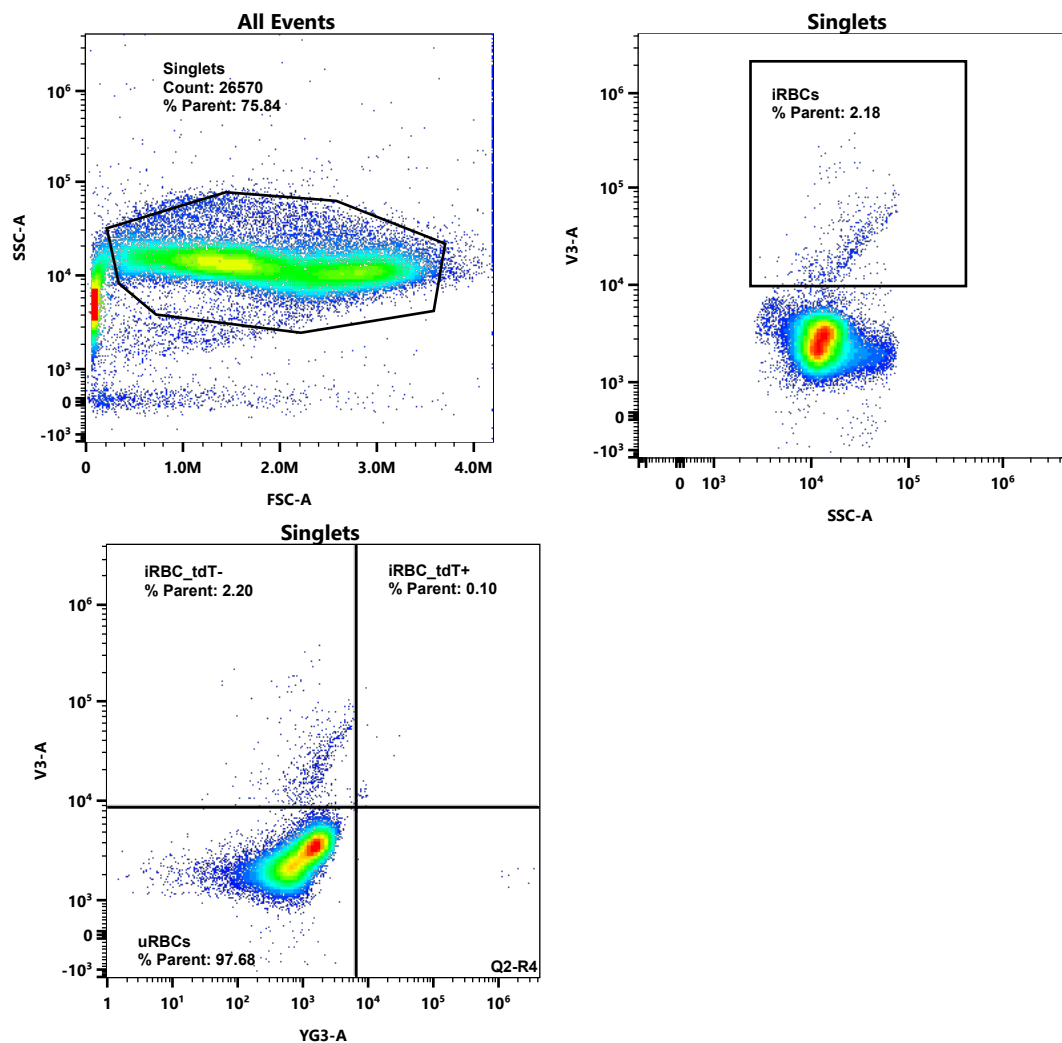 All Events
Singlets
Count: 26570
% Parent: 75.84
SSC-A
10⁶
10⁵
10⁴
10³
0
-10³
0
1.0M
2.0M
3.0M
4.0M
FSC-A
Singlets
iRBCs
% Parent: 2.18
V3-A
10⁶
10⁵
10⁴
10³
0
-10³
0
10³
10⁴
10⁵
10⁶
SSC-A
Singlets
iRBC_tdT-
% Parent: 2.20
iRBC_tdT+
% Parent: 0.10
V3-A
10⁶
10⁵
10⁴
10³
0
-10³
uRBCs
% Parent: 97.68
Q2-R4
1
10¹
10²
10³
10⁴
10⁵
10⁶
YG3-A